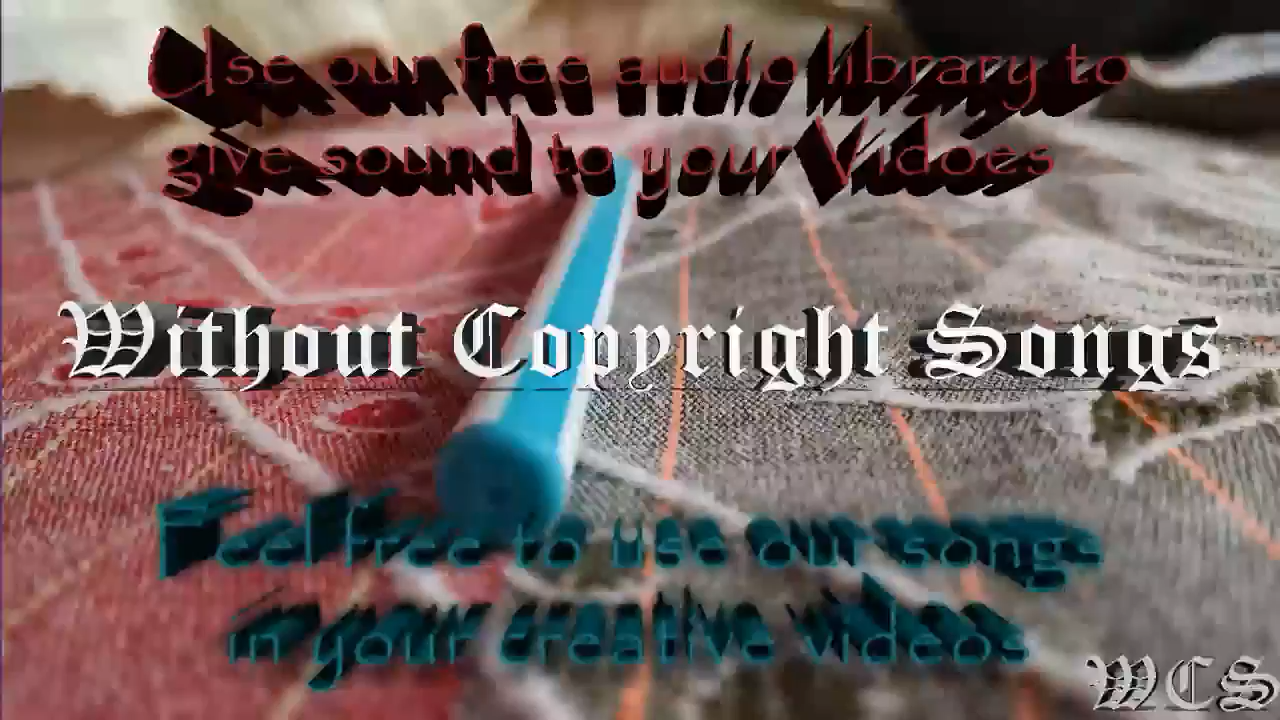 Use our free audio library to
give sound to your Vidoes
Without Copyright Songs
Feel free to use our songs
in your creative videos
WCS